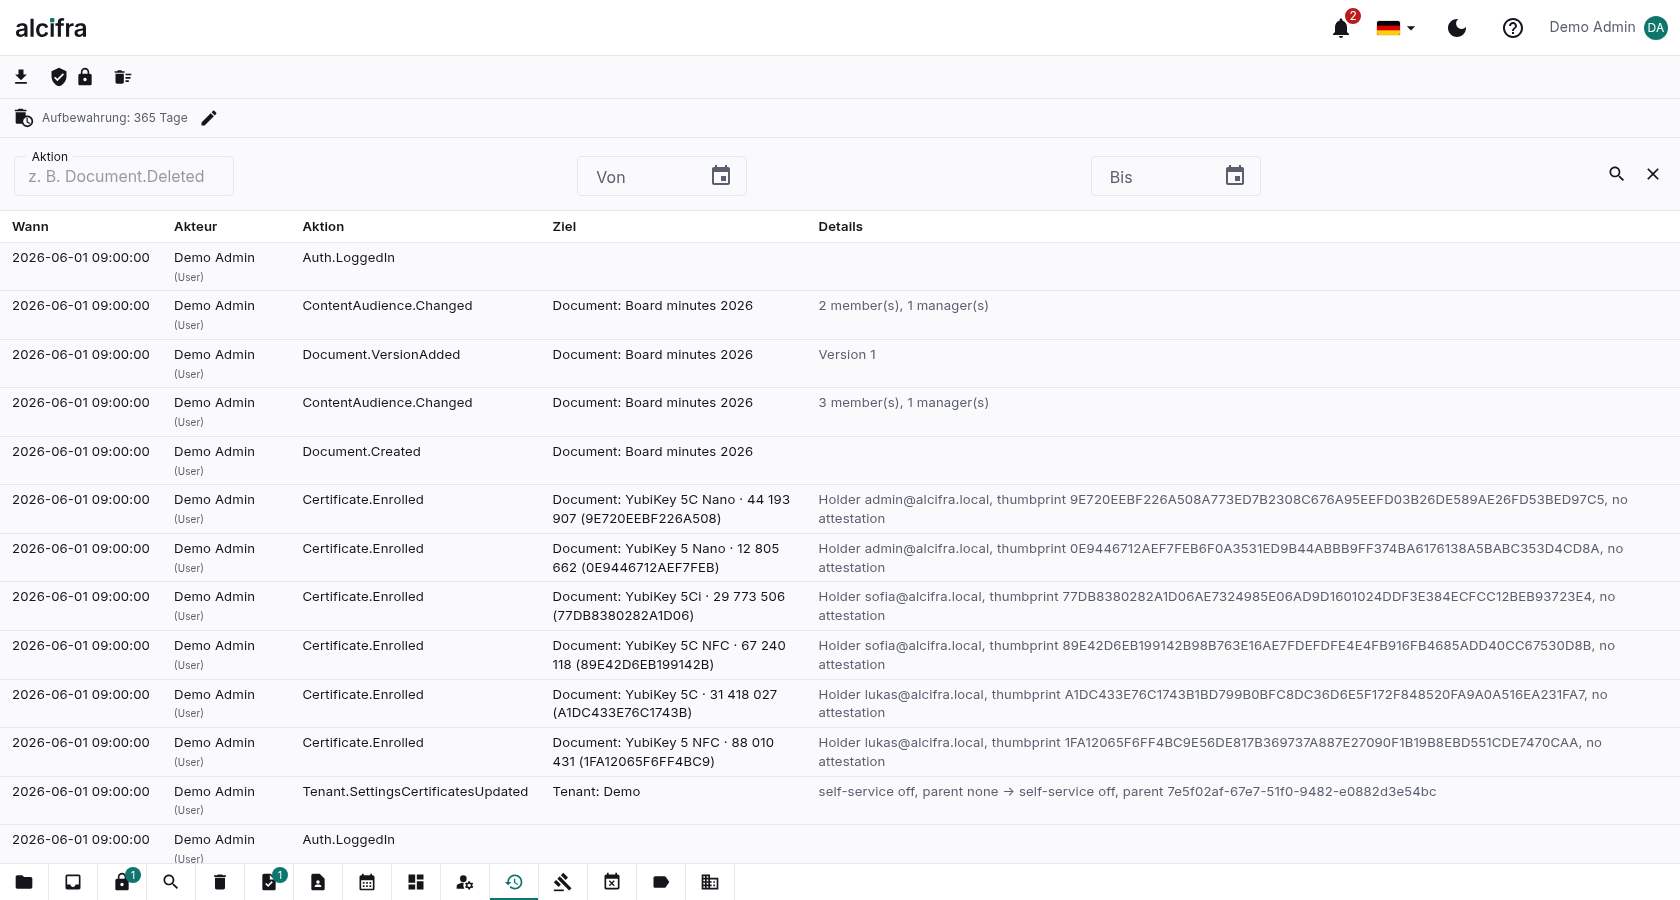 alcifra
2
Demo Admin DA
Aufbewahrung: 365 Tage
Aktion
z. B. Document.Deleted
Von
Bis
Wann Akteur Aktion Ziel Details
2026-06-01 09:00:00 Demo Admin Auth.LoggedIn
(User)
2026-06-01 09:00:00 Demo Admin ContentAudience.Changed Document: Board minutes 2026 2 member(s), 1 manager(s)
(User)
2026-06-01 09:00:00 Demo Admin Document.VersionAdded Document: Board minutes 2026 Version 1
(User)
2026-06-01 09:00:00 Demo Admin ContentAudience.Changed Document: Board minutes 2026 3 member(s), 1 manager(s)
(User)
2026-06-01 09:00:00 Demo Admin Document.Created Document: Board minutes 2026
(User)
2026-06-01 09:00:00 Demo Admin Certificate.Enrolled Document: YubiKey 5C Nano · 44 193 Holder admin@alcifra.local, thumbprint 9E720EEBF226A508A773ED7B2308C676A95EEFD03B26DE589AE26FD53BED97C5, no
(User) 907 (9E720EEBF226A508) attestation
2026-06-01 09:00:00 Demo Admin Certificate.Enrolled Document: YubiKey 5 Nano · 12 805 Holder admin@alcifra.local, thumbprint 0E9446712AEF7FEB6F0A3531ED9B44ABBB9FF374BA6176138A5BABC353D4CD8A, no
(User) 662 (0E9446712AEF7FEB) attestation
2026-06-01 09:00:00 Demo Admin Certificate.Enrolled Document: YubiKey 5Ci · 29 773 506 Holder sofia@alcifra.local, thumbprint 77DB8380282A1D06AE7324985E06AD9D1601024DDF3E384ECFCC12BEB93723E4, no
(User) (77DB8380282A1D06) attestation
2026-06-01 09:00:00 Demo Admin Certificate.Enrolled Document: YubiKey 5C NFC · 67 240 Holder sofia@alcifra.local, thumbprint 89E42D6EB199142B98B763E16AE7FDEFDFE4E4FB916FB4685ADD40CC67530D8B, no
(User) 118 (89E42D6EB199142B) attestation
2026-06-01 09:00:00 Demo Admin Certificate.Enrolled Document: YubiKey 5C · 31 418 027 Holder lukas@alcifra.local, thumbprint A1DC433E76C1743B1BD799B0BFC8DC36D6E5F172F848520FA9A0A516EA231FA7, no
(User) (A1DC433E76C1743B) attestation
2026-06-01 09:00:00 Demo Admin Certificate.Enrolled Document: YubiKey 5 NFC · 88 010 Holder lukas@alcifra.local, thumbprint 1FA12065F6FF4BC9E56DE817B369737A887E27090F1B19B8EBD551CDE7470CAA, no
(User) 431 (1FA12065F6FF4BC9) attestation
2026-06-01 09:00:00 Demo Admin Tenant.SettingsCertificatesUpdated Tenant: Demo self-service off, parent none → self-service off, parent 7e5f02af-67e7-51f0-9482-e0882d3e54bc
(User)
2026-06-01 09:00:00 Demo Admin Auth.LoggedIn
(User)
1
1